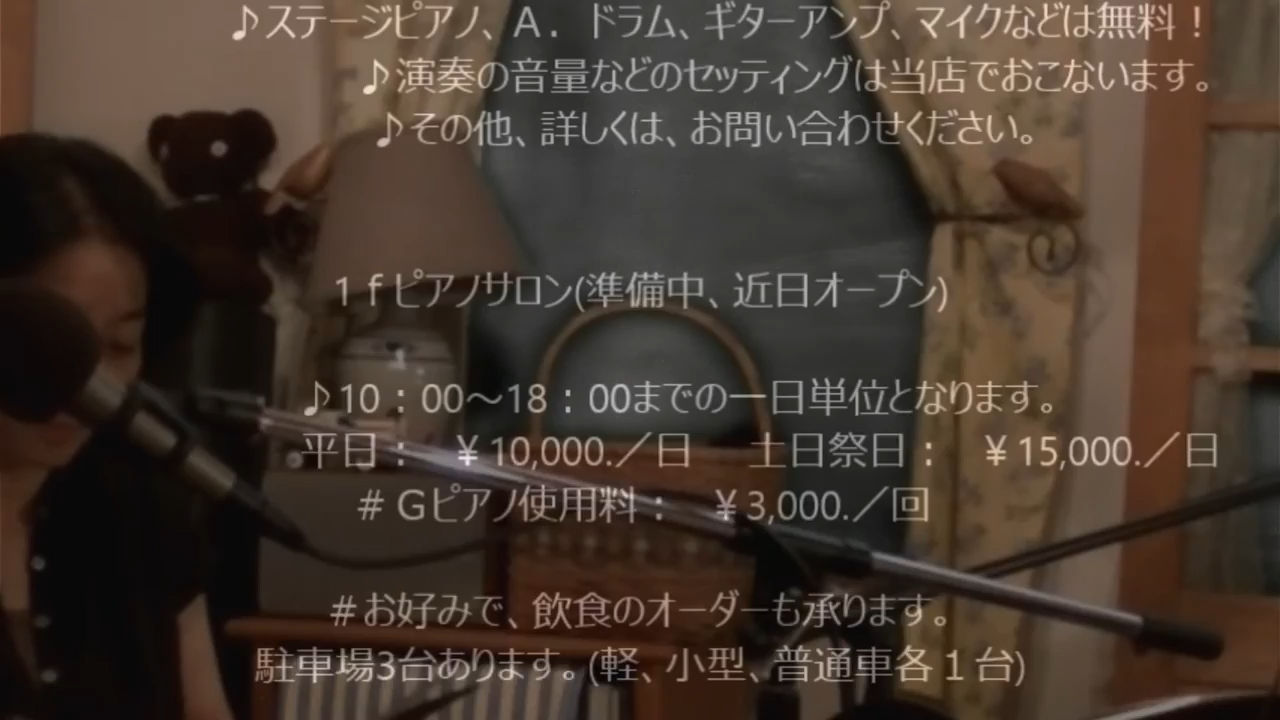 ♪ステージピアノ、Ａ．ドラム、ギターアンプ、マイクなどは無料！
♪演奏の音量などのセッティングは当店でおこないます。
♪その他、詳しくは、お問い合わせください。
１ｆピアノサロン(準備中、近日オープン)
♪10：00～18：00までの一日単位となります。
平日：　￥10,000.／日　土日祭日：　￥15,000.／日
＃Ｇピアノ使用料：　￥3,000.／回
＃お好みで、飲食のオーダーも承ります。
駐車場3台あります。(軽、小型、普通車各１台)